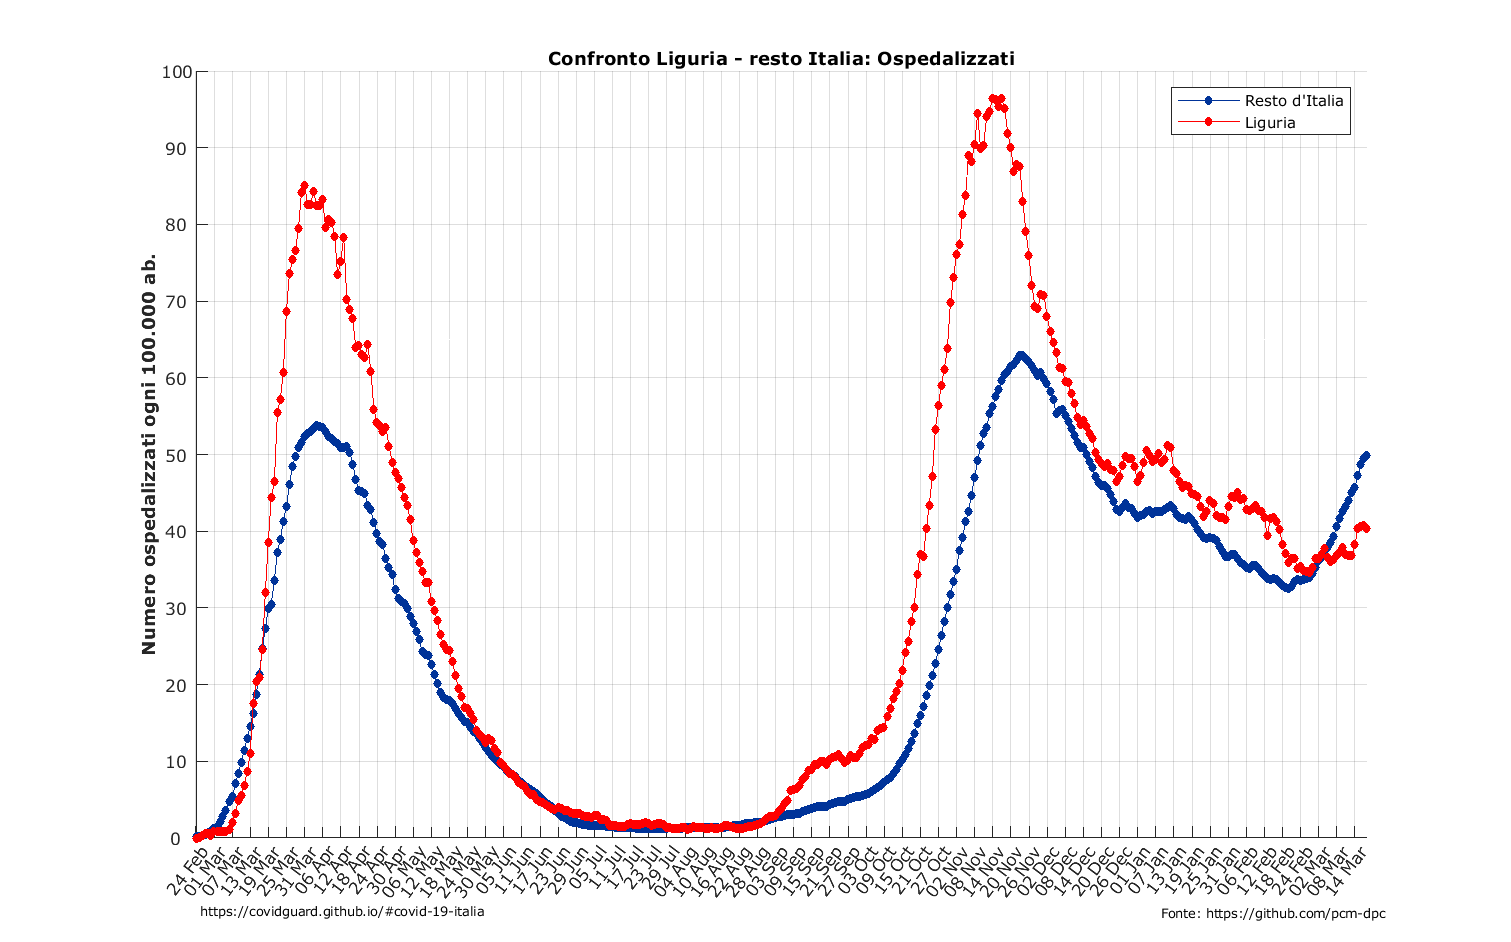 Confronto Liguria - resto Italia: Ospedalizzati
Resto d'Italia
Liguria
Numero ospedalizzati ogni 100.000 ab.
100
90
80
70
60
50
40
30
20
10
0
24 Feb
01 Mar
07 Mar
13 Mar
19 Mar
25 Mar
31 Mar
06 Apr
12 Apr
18 Apr
24 Apr
30 Apr
06 May
12 May
18 May
24 May
30 May
05 Jun
11 Jun
17 Jun
23 Jun
29 Jun
05 Jul
11 Jul
17 Jul
23 Jul
29 Jul
04 Aug
10 Aug
16 Aug
22 Aug
28 Aug
03 Sep
09 Sep
15 Sep
21 Sep
27 Sep
03 Oct
09 Oct
15 Oct
21 Oct
27 Oct
02 Nov
08 Nov
14 Nov
20 Nov
26 Nov
02 Dec
08 Dec
14 Dec
20 Dec
26 Dec
01 Jan
07 Jan
13 Jan
19 Jan
25 Jan
31 Jan
06 Feb
12 Feb
18 Feb
24 Feb
02 Mar
08 Mar
14 Mar
https://covidguard.github.io/#covid-19-italia
Fonte: https://github.com/pcm-dpc